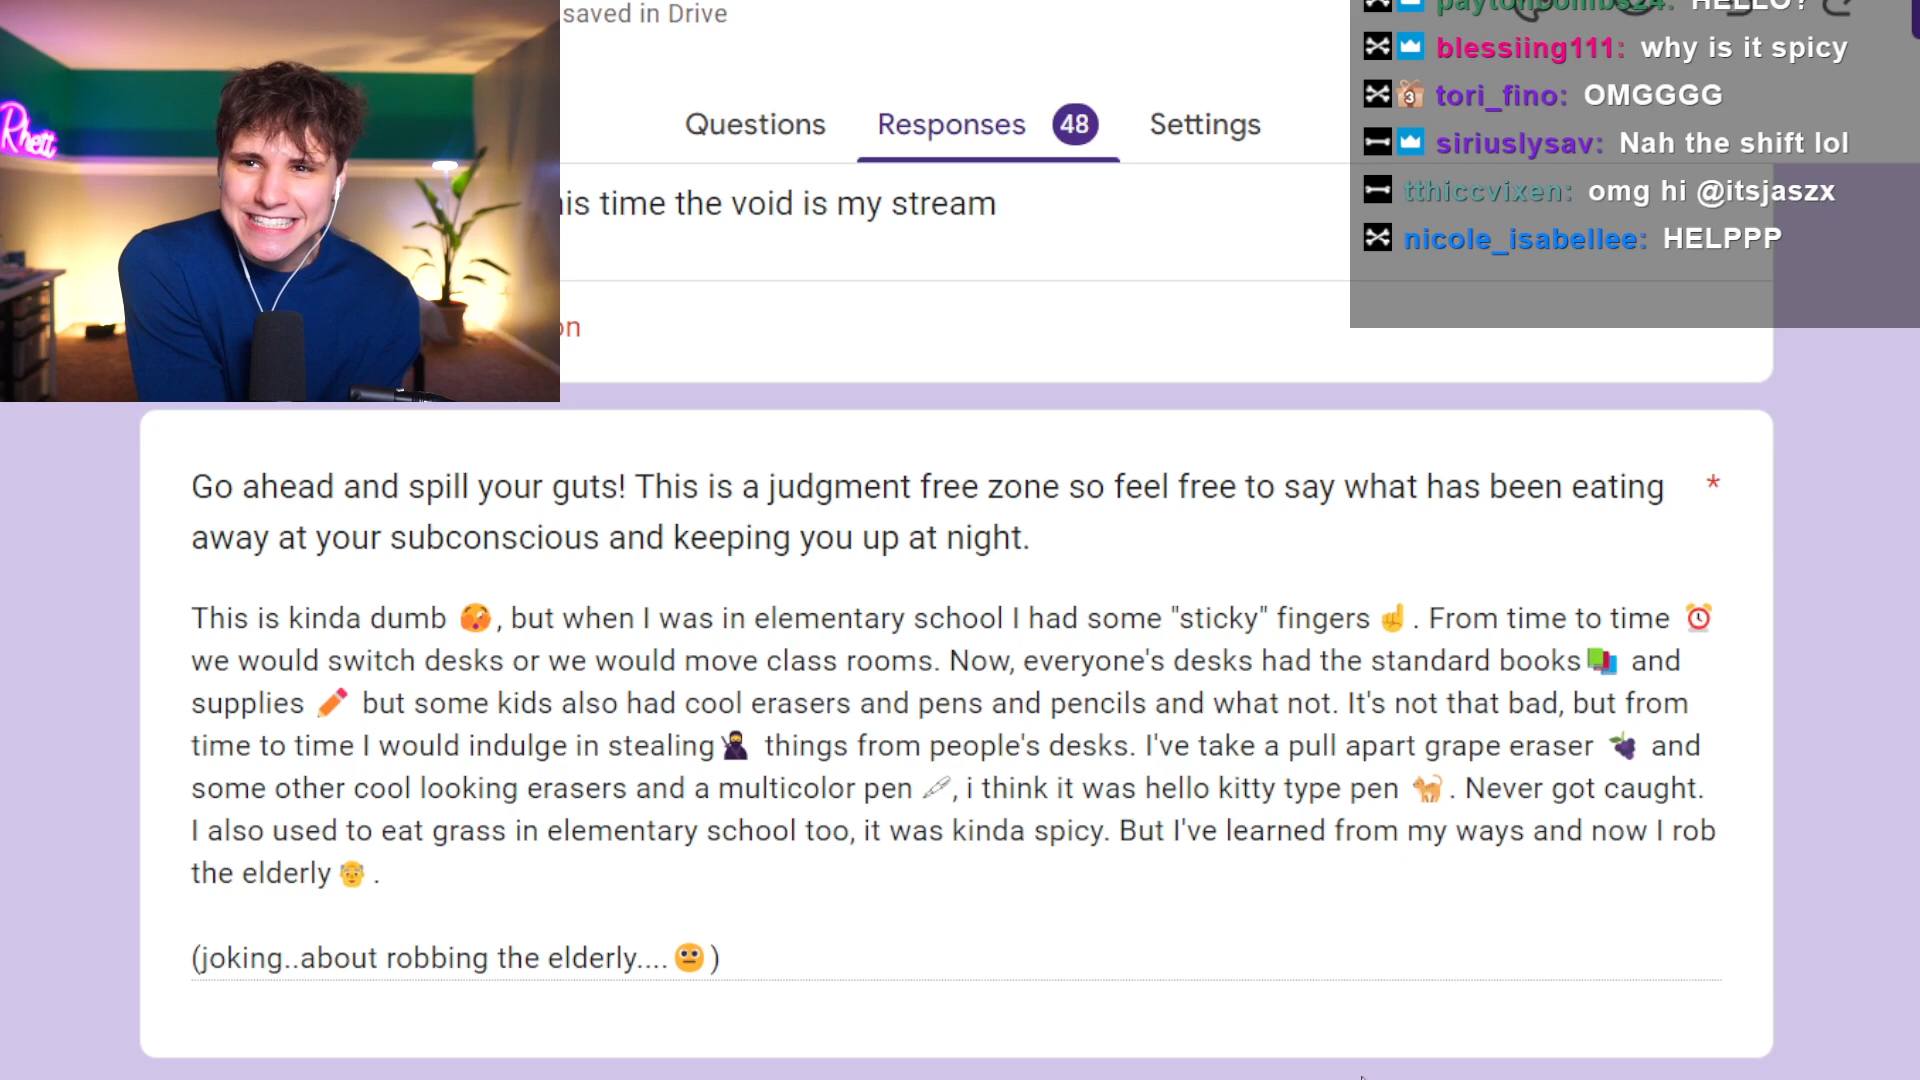 saved in Drive
Rhett
Questions Responses 48 Settings
his time the void is my stream
on
HELLO?
blessiing111: why is it spicy
3 tori_fino: OMGGGG
siriuslysav: Nah the shift lol
tthiccvixen: omg hi @itsjaszx
nicole_isabellee: HELPPP
Go ahead and spill your guts! This is a judgment free zone so feel free to say what has been eating *
away at your subconscious and keeping you up at night.
This is kinda dumb 🫣, but when I was in elementary school I had some "sticky" fingers ☝️. From time to time ⏰
we would switch desks or we would move class rooms. Now, everyone's desks had the standard books📚 and
supplies ✏️ but some kids also had cool erasers and pens and pencils and what not. It's not that bad, but from
time to time I would indulge in stealing🥷 things from people's desks. I've take a pull apart grape eraser 🍇 and
some other cool looking erasers and a multicolor pen 🖊, i think it was hello kitty type pen 🐈. Never got caught.
I also used to eat grass in elementary school too, it was kinda spicy. But I've learned from my ways and now I rob
the elderly 👴.
(joking..about robbing the elderly....😐)